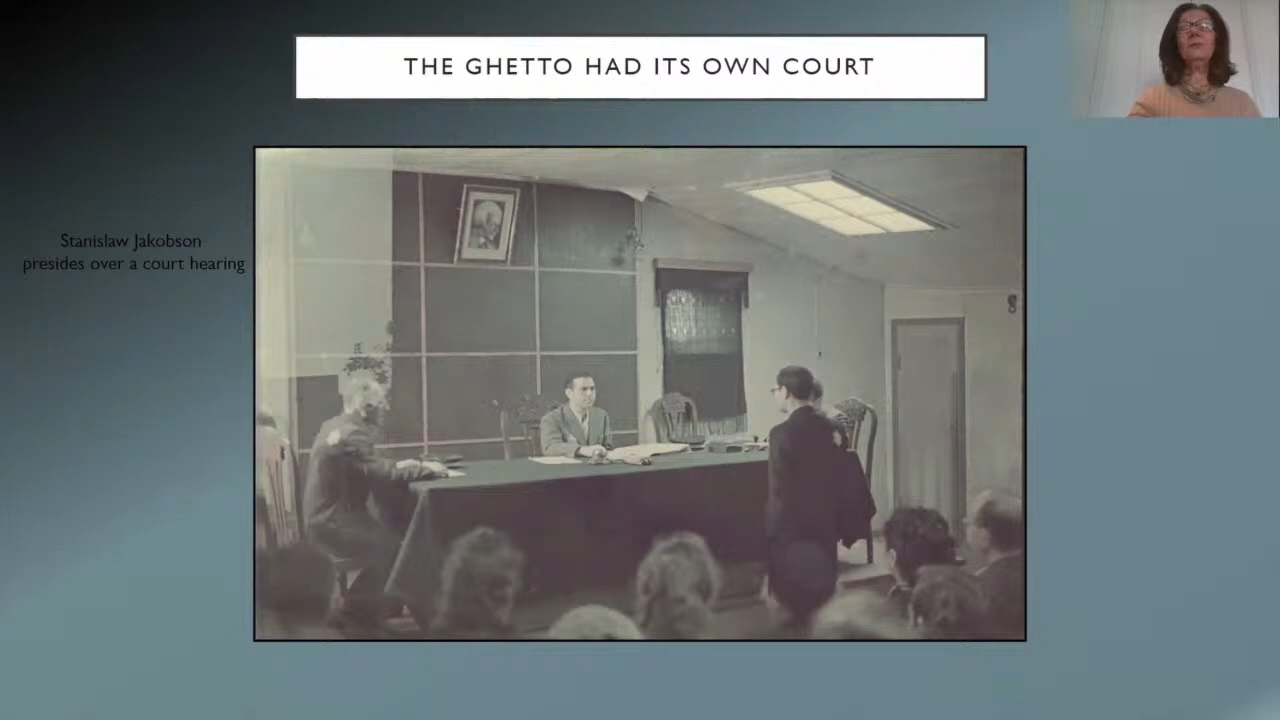 THE GHETTO HAD ITS OWN COURT
Stanislaw Jakobson
presides over a court hearing